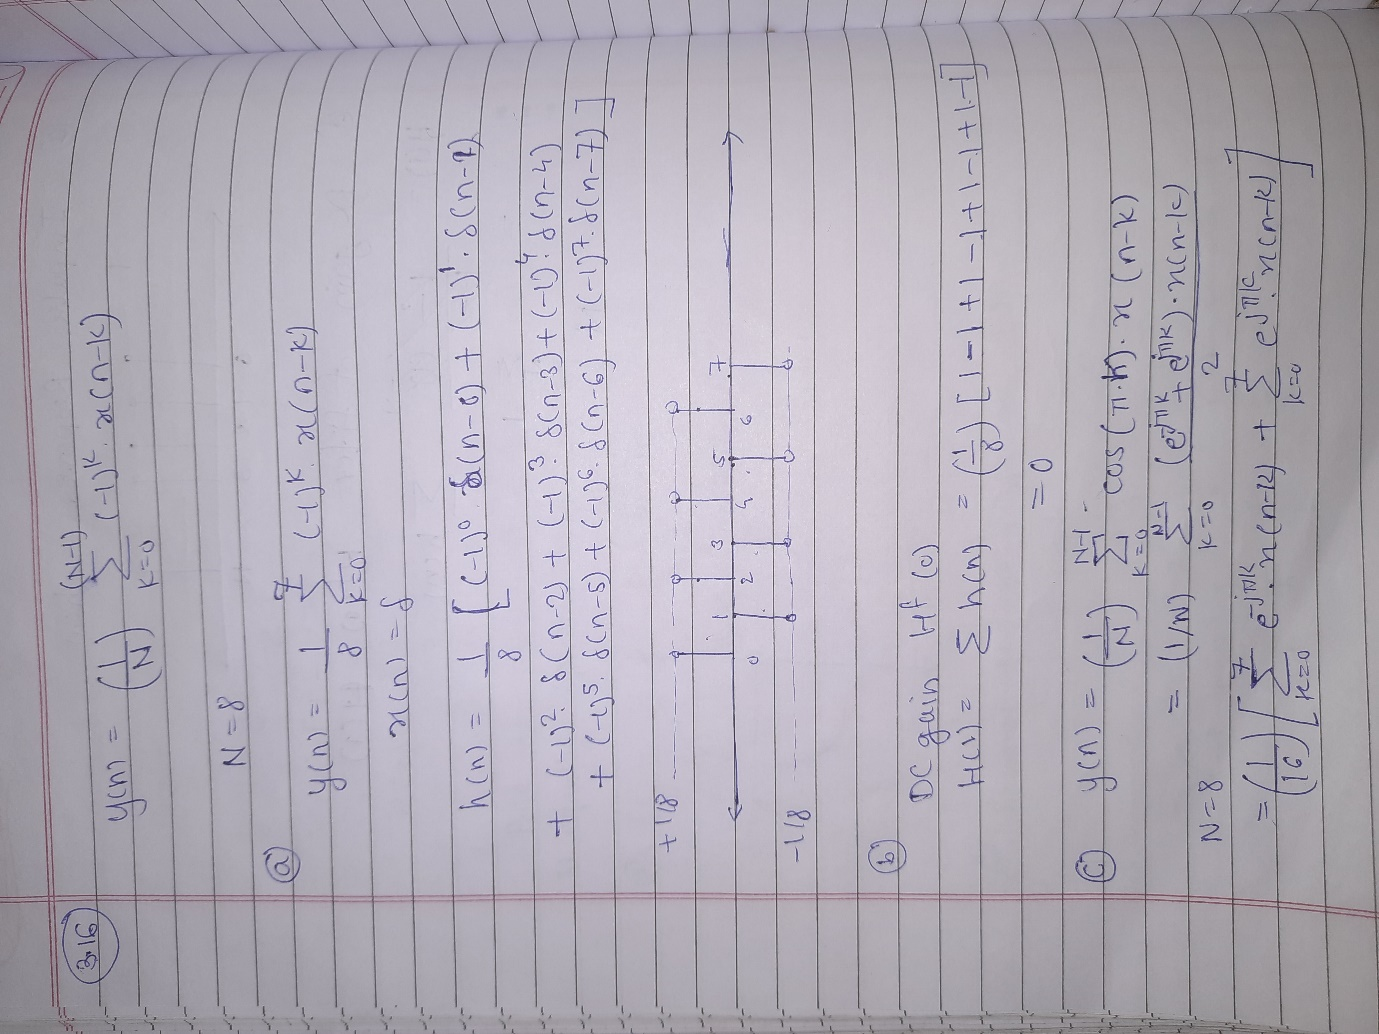 3.16
y(n) = (1/N) Σ_{k=0}^{(N-1)} (-1)^k . x(n-k)
N = 8
(a)
y(n) = 1/8 Σ_{k=0}^{7} (-1)^k . x(n-k)
x(n) = δ
h(n) = 1/8 [ (-1)^0 . δ(n-0) + (-1)^1 . δ(n-1)
+ (-1)^2 . δ(n-2) + (-1)^3 . δ(n-3) + (-1)^4 . δ(n-4)
+ (-1)^5 . δ(n-5) + (-1)^6 . δ(n-6) + (-1)^7 . δ(n-7) ]
+1/8
0 1 2 3 4 5 6 7
-1/8
(b) DC gain H^f (0)
H(1) = Σ h(n) = (1/8) [ 1-1+1-1+1-1+1-1 ]
= 0
(c) y(n) = (1/N) Σ_{k=0}^{N-1} cos(π.k) . x(n-k)
= (1/N) Σ_{k=0}^{N-1} (e^{-jπk} + e^{jπk}) . x(n-k) / 2
N = 8
= (1/16) [ Σ_{k=0}^{7} e^{-jπk} . x(n-k) + Σ_{k=0}^{7} e^{jπk} . x(n-k) ]